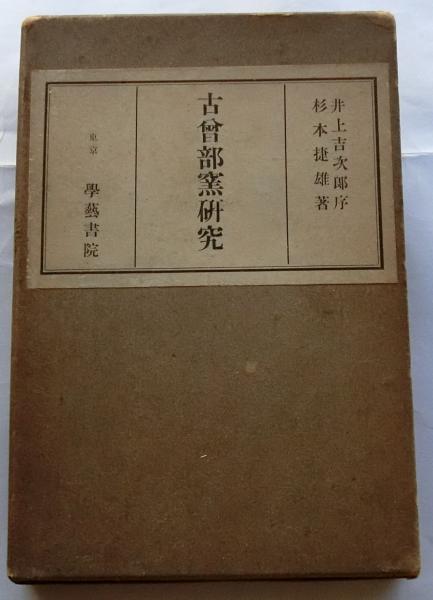 井上吉次郎序
杉本捷雄著
古曾部窯研究
東京
學藝書院